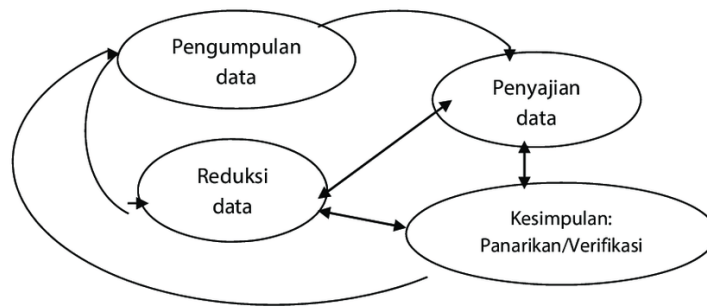 Pengumpulan
data
Penyajian
data
Reduksi
data
Kesimpulan:
Panarikan/Verifikasi